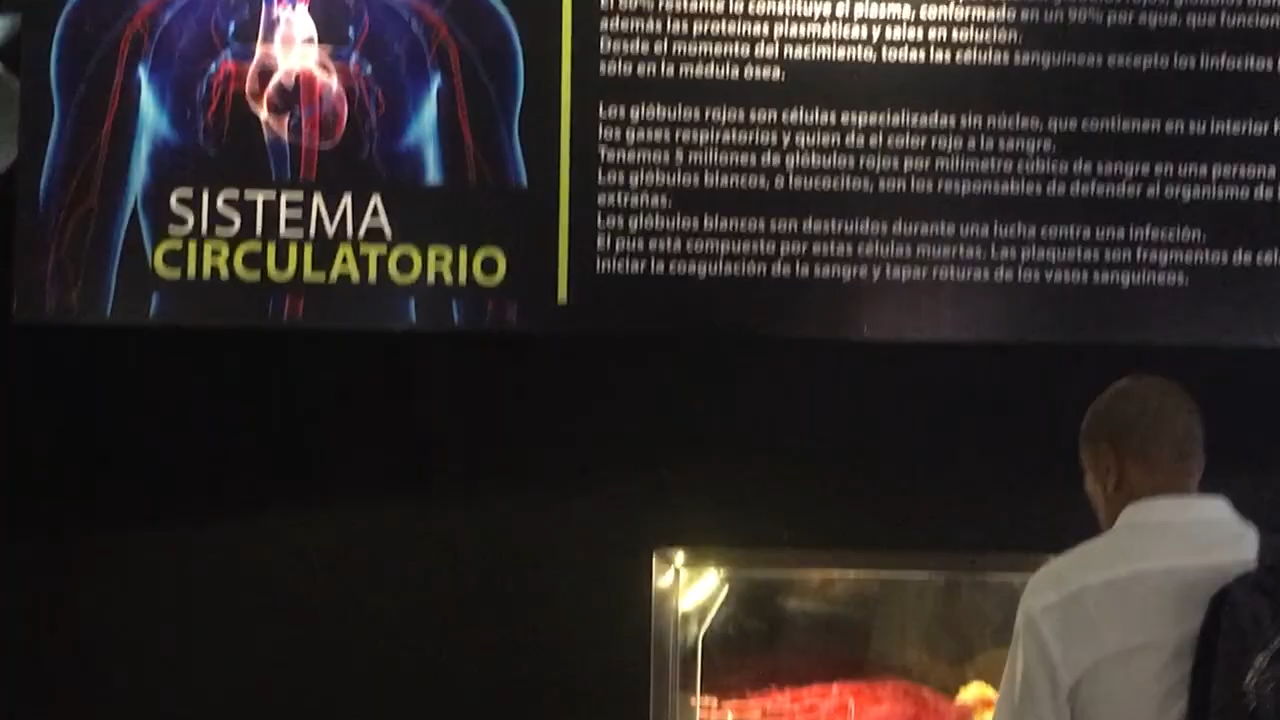 SISTEMA
CIRCULATORIO
El 60% restante lo constituye el plasma, conformado en un 90% por agua, que funcion
además las proteínas plasmáticas y sales en solución.
Desde el momento del nacimiento, todas las células sanguíneas excepto los linfocitos
sólo en la médula ósea.
Los glóbulos rojos son células especializadas sin núcleo, que contienen en su interior
los gases respiratorios y quien da el color rojo a la sangre.
Tenemos 5 millones de glóbulos rojos por milímetro cúbico de sangre en una persona
Los glóbulos blancos, o leucocitos, son los responsables de defender al organismo de
extrañas.
Los glóbulos blancos son destruidos durante una lucha contra una infección.
El pus está compuesto por estas células muertas. Las plaquetas son fragmentos de cél
iniciar la coagulación de la sangre y tapar roturas de los vasos sanguíneos.